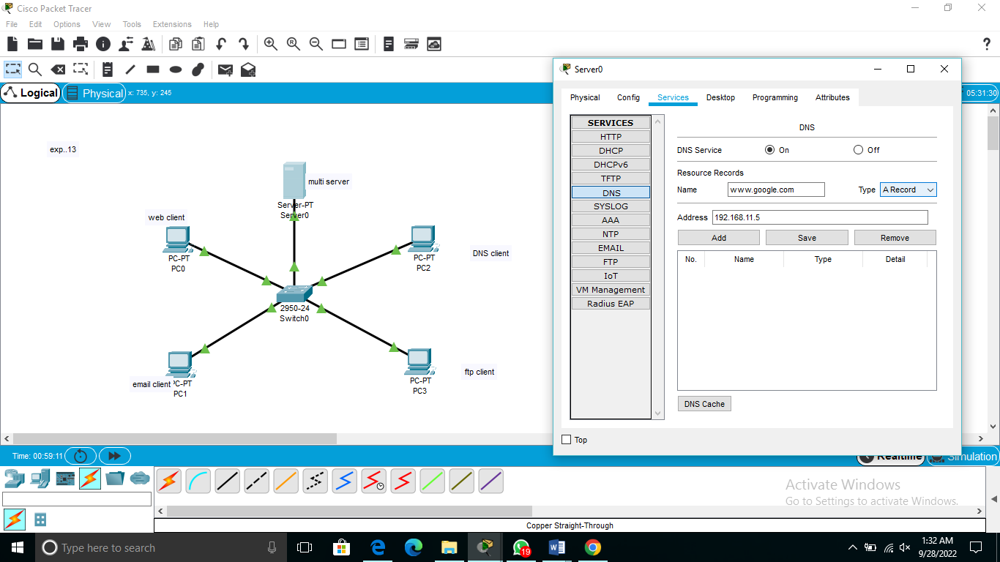 Cisco Packet Tracer
File Edit Options View Tools Extensions Help
Logical
Physical
x: 735, y: 245
05:31:30
exp..13
multi server
Server-PT
Server0
web client
PC-PT
PC0
PC-PT
PC2
DNS client
2950-24
Switch0
email client
PC-PT
PC1
PC-PT
PC3
ftp client
Server0
Physical Config Services Desktop Programming Attributes
SERVICES
HTTP
DHCP
DHCPv6
TFTP
DNS
SYSLOG
AAA
NTP
EMAIL
FTP
IoT
VM Management
Radius EAP
DNS
DNS Service On Off
Resource Records
Name www.google.com Type A Record
Address 192.168.11.5
Add Save Remove
No. Name Type Detail
DNS Cache
Top
Time: 00:59:11
Realtime
Simulation
Activate Windows
Go to Settings to activate Windows.
Copper Straight-Through
Type here to search
19
1:32 AM
9/28/2022